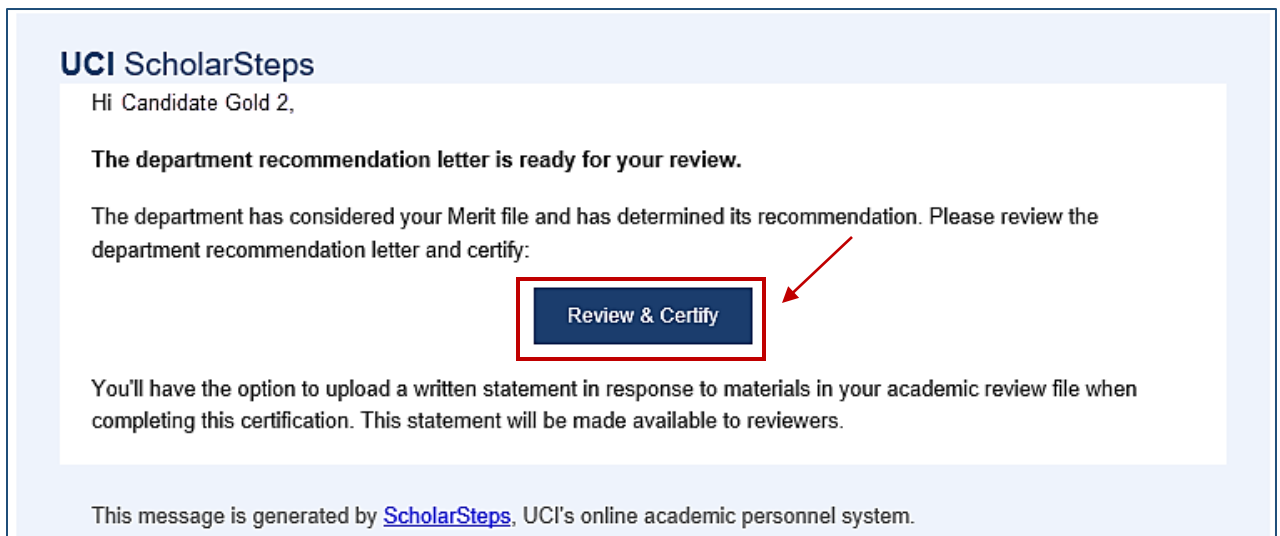 UCI ScholarSteps
Hi Candidate Gold 2,
The department recommendation letter is ready for your review.
The department has considered your Merit file and has determined its recommendation. Please review the
department recommendation letter and certify:
Review & Certify
You'll have the option to upload a written statement in response to materials in your academic review file when
completing this certification. This statement will be made available to reviewers.
This message is generated by ScholarSteps, UCI's online academic personnel system.